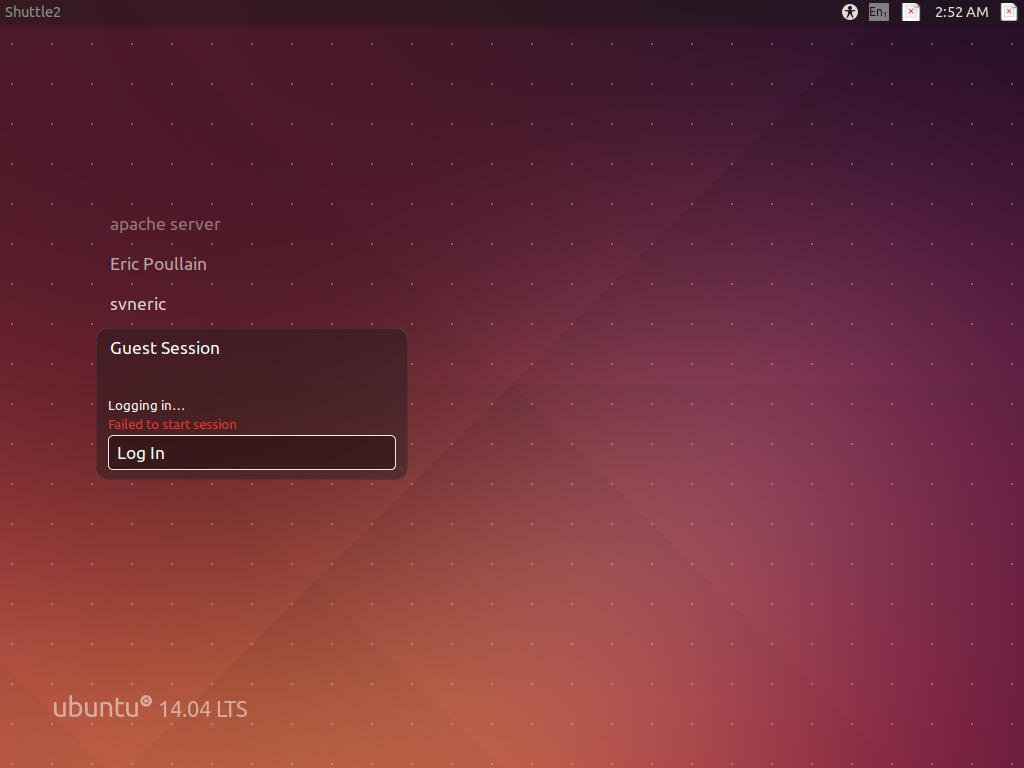 Shuttle2
En₁
2:52 AM
apache server
Eric Poullain
svneric
Guest Session
Logging in...
Failed to start session
Log In
ubuntu 14.04 LTS